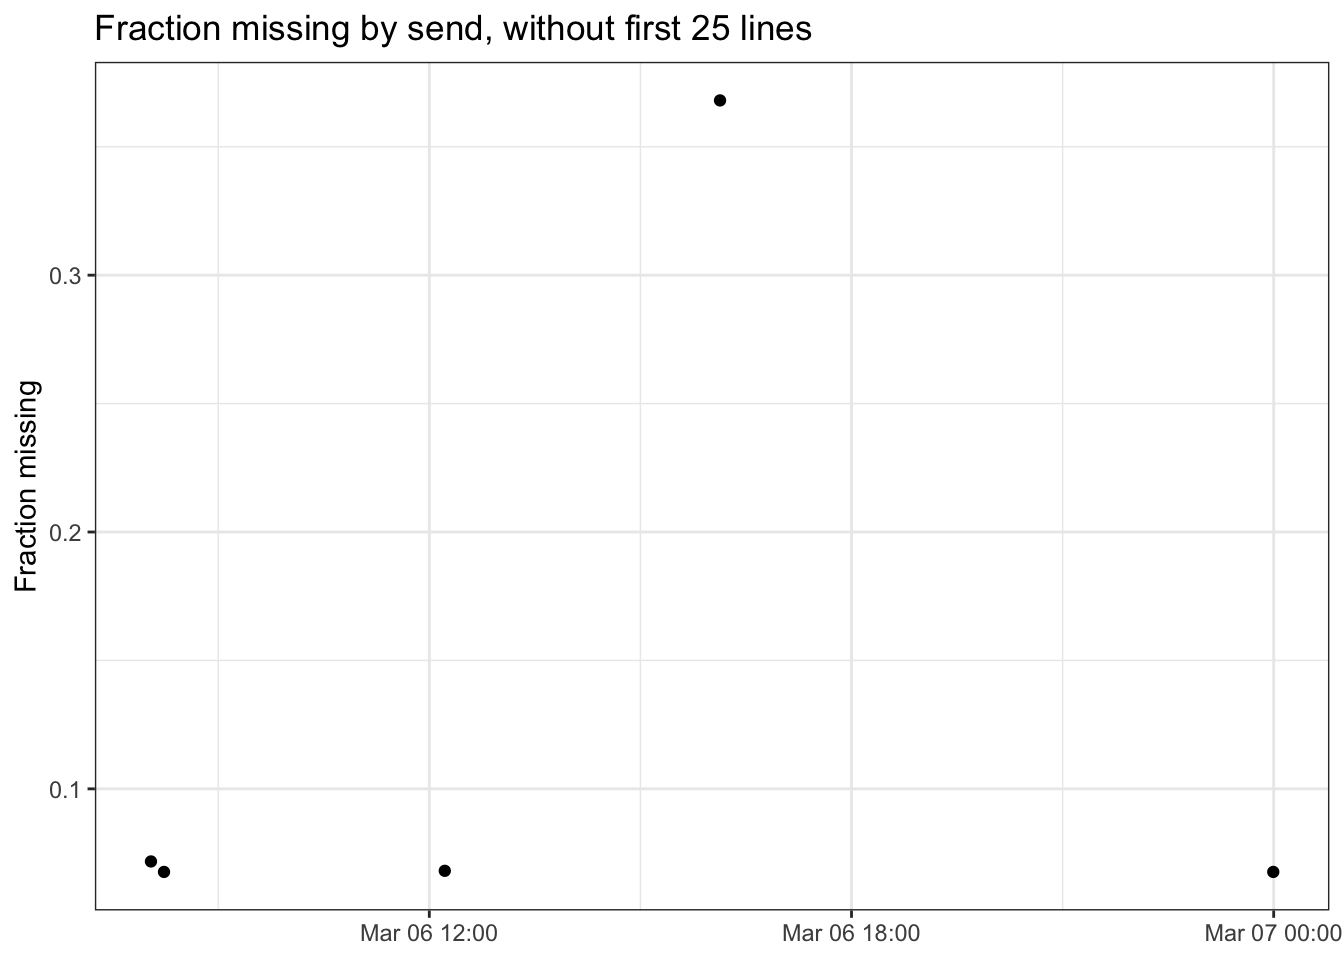 Fraction missing by send, without first 25 lines
Fraction missing
0.3
0.2
0.1
Mar 06 12:00
Mar 06 18:00
Mar 07 00:00